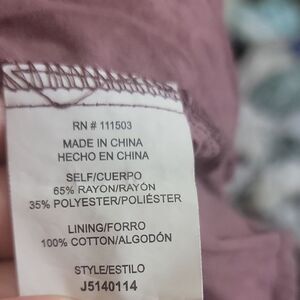 RN # 111503
MADE IN CHINA
HECHO EN CHINA
SELF/CUERPO
65% RAYON/RAYÓN
35% POLYESTER/POLIÉSTER
LINING/FORRO
100% COTTON/ALGODÓN
STYLE/ESTILO
J5140114